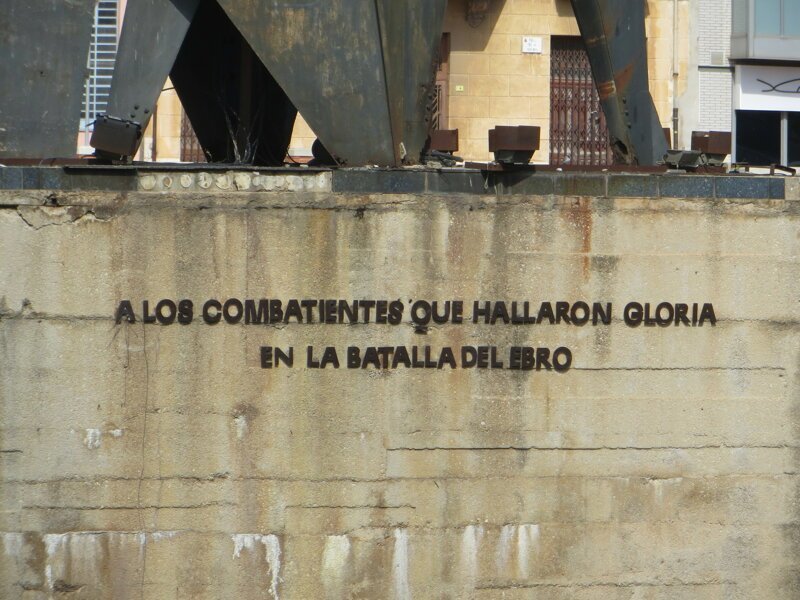 A LOS COMBATIENTES QUE HALLARON GLORIA
EN LA BATALLA DEL EBRO